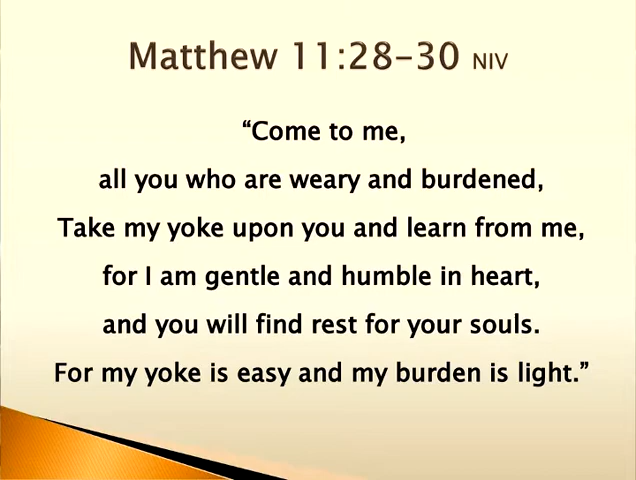 Matthew 11:28-30 NIV
“Come to me,
all you who are weary and burdened,
Take my yoke upon you and learn from me,
for I am gentle and humble in heart,
and you will find rest for your souls.
For my yoke is easy and my burden is light.”